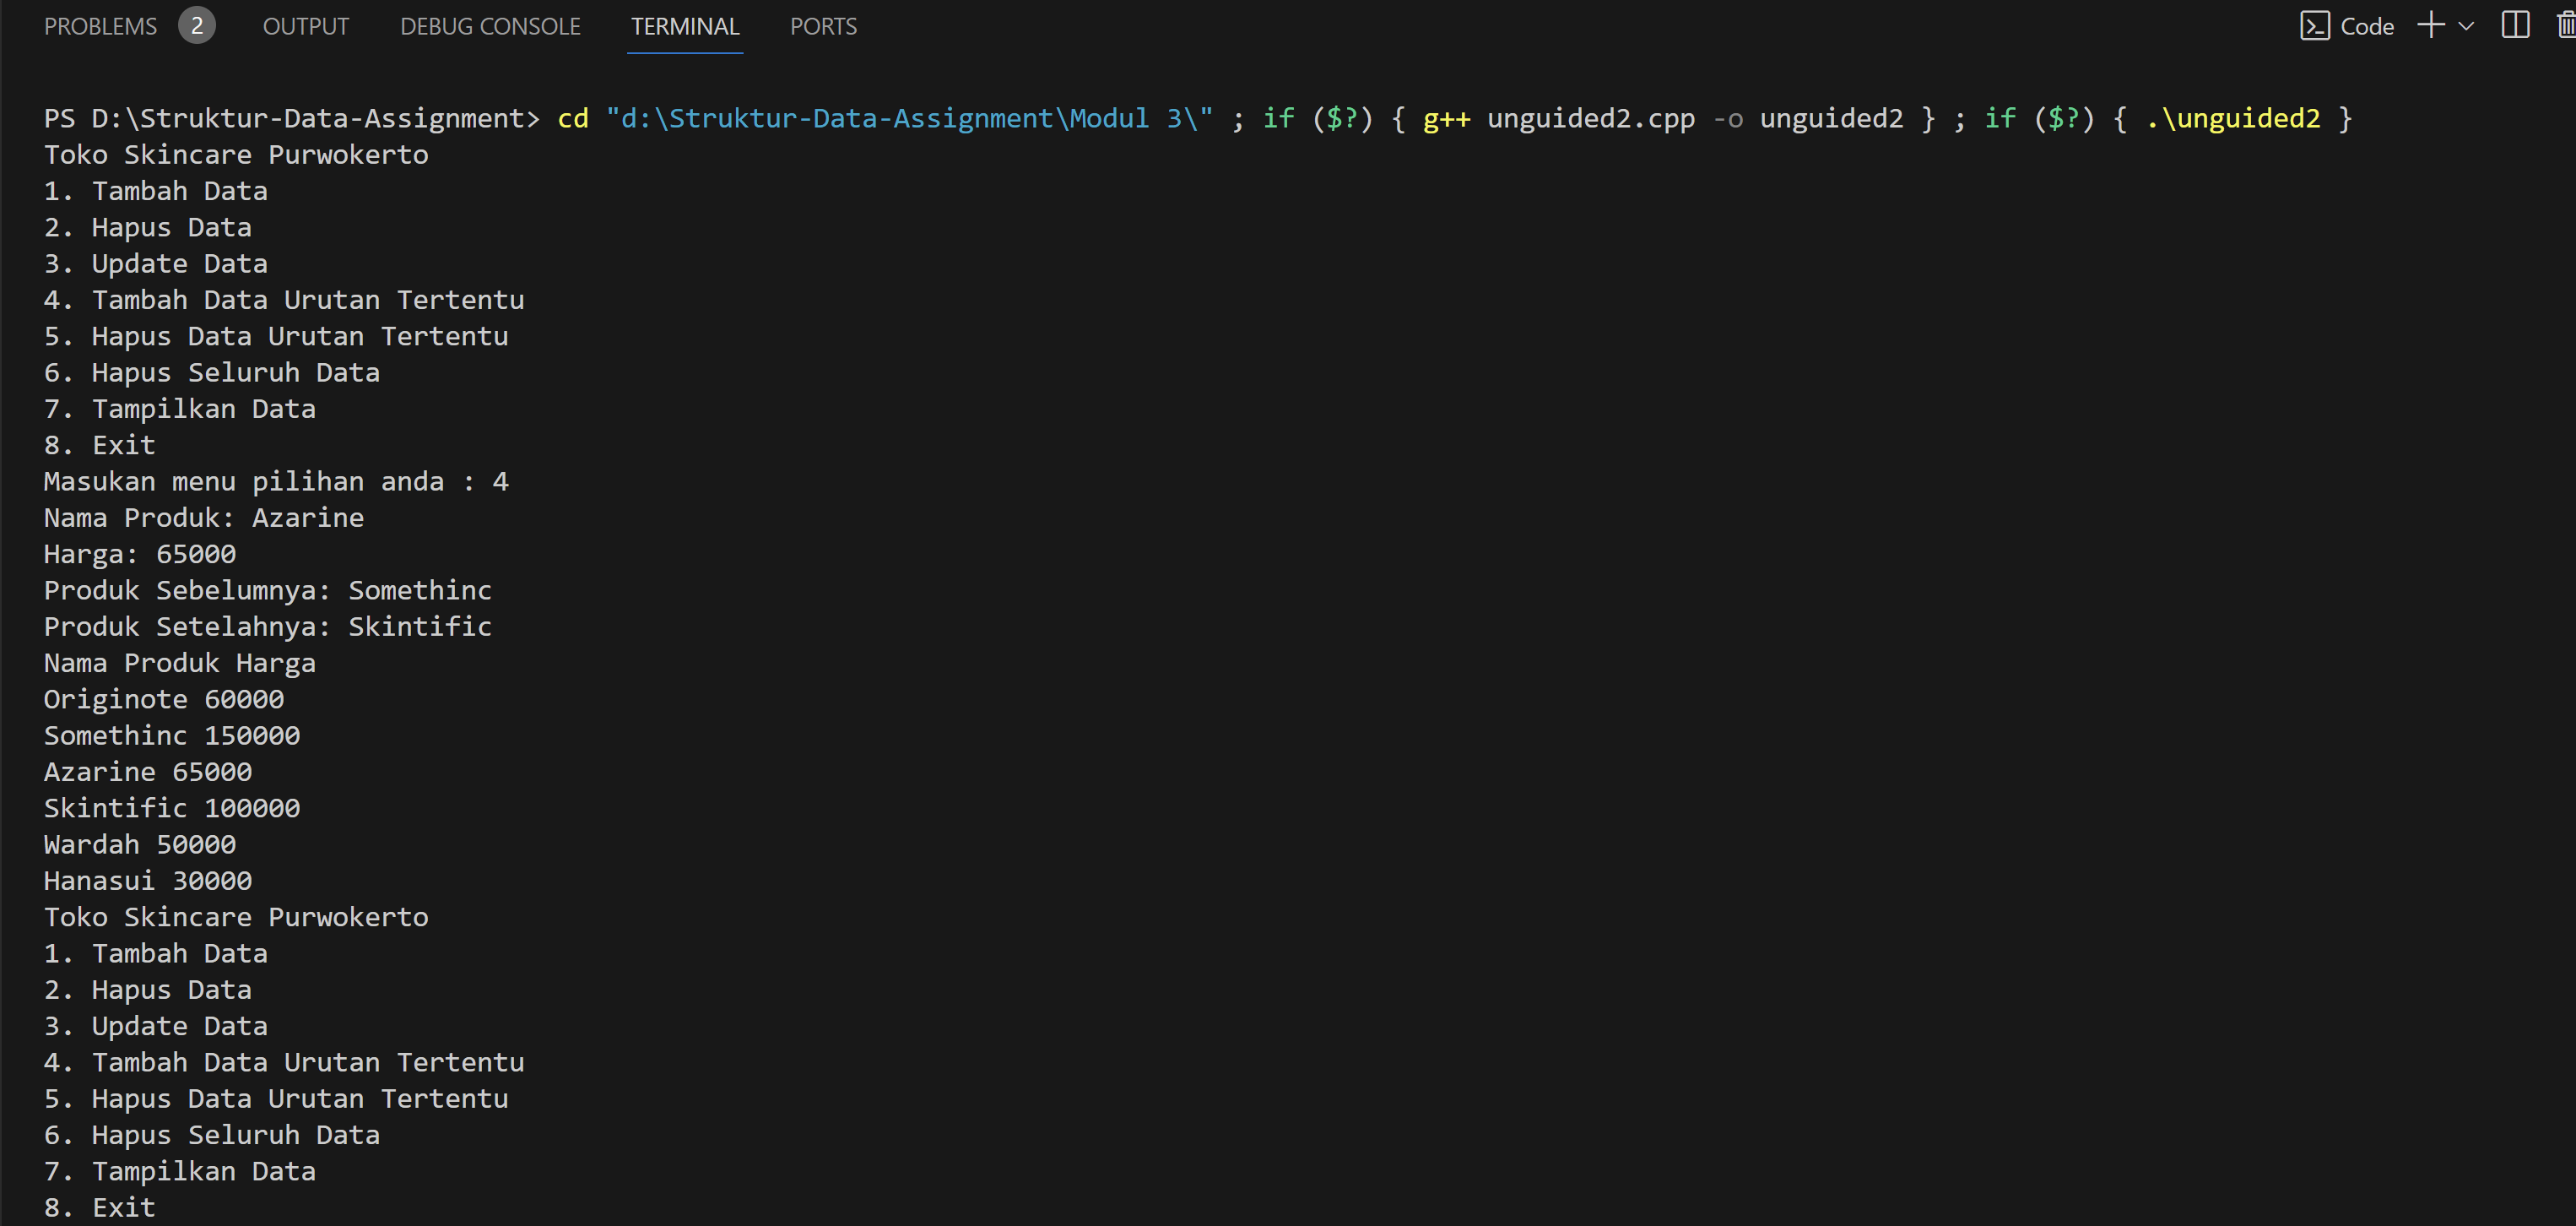 PROBLEMS 2 OUTPUT DEBUG CONSOLE TERMINAL PORTS Code
PS D:\Struktur-Data-Assignment> cd "d:\Struktur-Data-Assignment\Modul 3\" ; if ($?) { g++ unguided2.cpp -o unguided2 } ; if ($?) { .\unguided2 }
Toko Skincare Purwokerto
1. Tambah Data
2. Hapus Data
3. Update Data
4. Tambah Data Urutan Tertentu
5. Hapus Data Urutan Tertentu
6. Hapus Seluruh Data
7. Tampilkan Data
8. Exit
Masukan menu pilihan anda : 4
Nama Produk: Azarine
Harga: 65000
Produk Sebelumnya: Somethinc
Produk Setelahnya: Skintific
Nama Produk Harga
Originote 60000
Somethinc 150000
Azarine 65000
Skintific 100000
Wardah 50000
Hanasui 30000
Toko Skincare Purwokerto
1. Tambah Data
2. Hapus Data
3. Update Data
4. Tambah Data Urutan Tertentu
5. Hapus Data Urutan Tertentu
6. Hapus Seluruh Data
7. Tampilkan Data
8. Exit